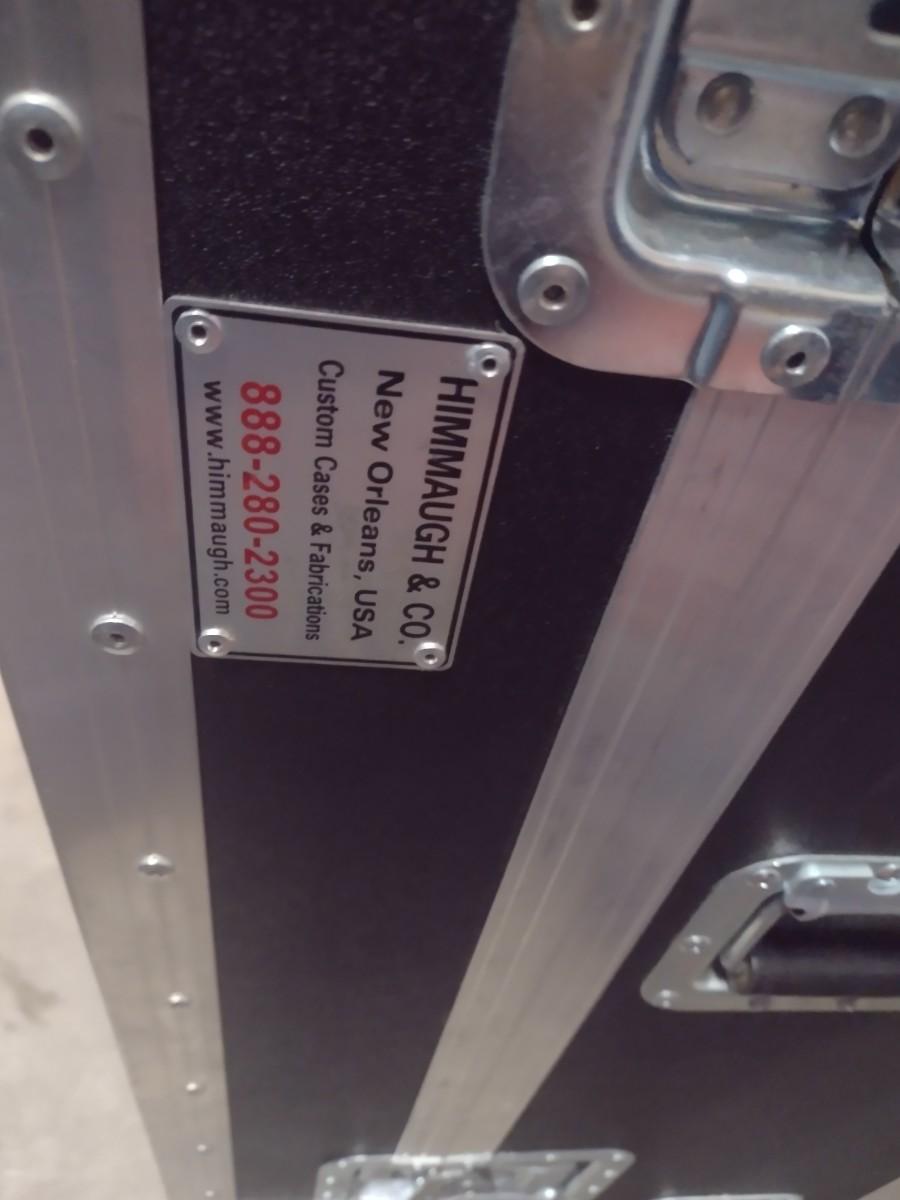 HIMMAUGH & CO.
New Orleans, USA
Custom Cases & Fabrications
888-280-2300
www.himmaugh.com